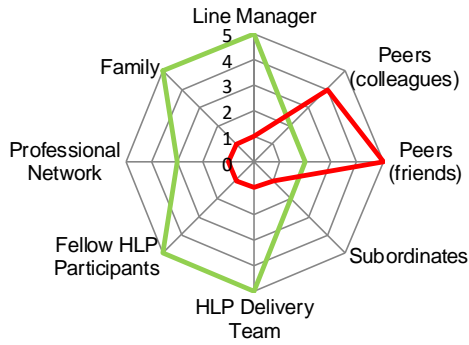 Line Manager
Peers
(colleagues)
Peers
(friends)
Subordinates
HLP Delivery
Team
Fellow HLP
Participants
Professional
Network
Family
5
4
3
2
1
0